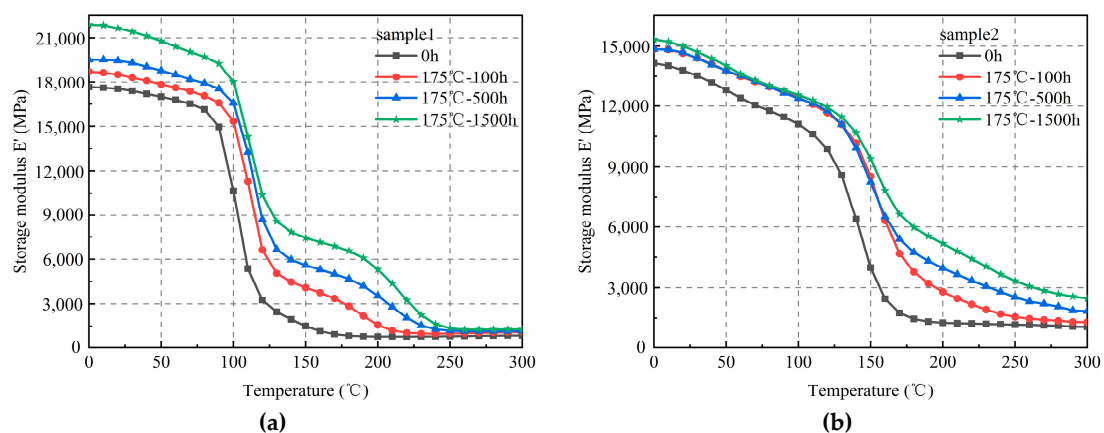 sample1
0h
175℃-100h
175℃-500h
175℃-1500h
21,000
18,000
15,000
12,000
9,000
6,000
3,000
0
0 50 100 150 200 250 300
Storage modulus E' (MPa)
Temperature (℃)
(a)
sample2
0h
175℃-100h
175℃-500h
175℃-1500h
15,000
12,000
9,000
6,000
3,000
0
0 50 100 150 200 250 300
Storage modulus E' (MPa)
Temperature (℃)
(b)